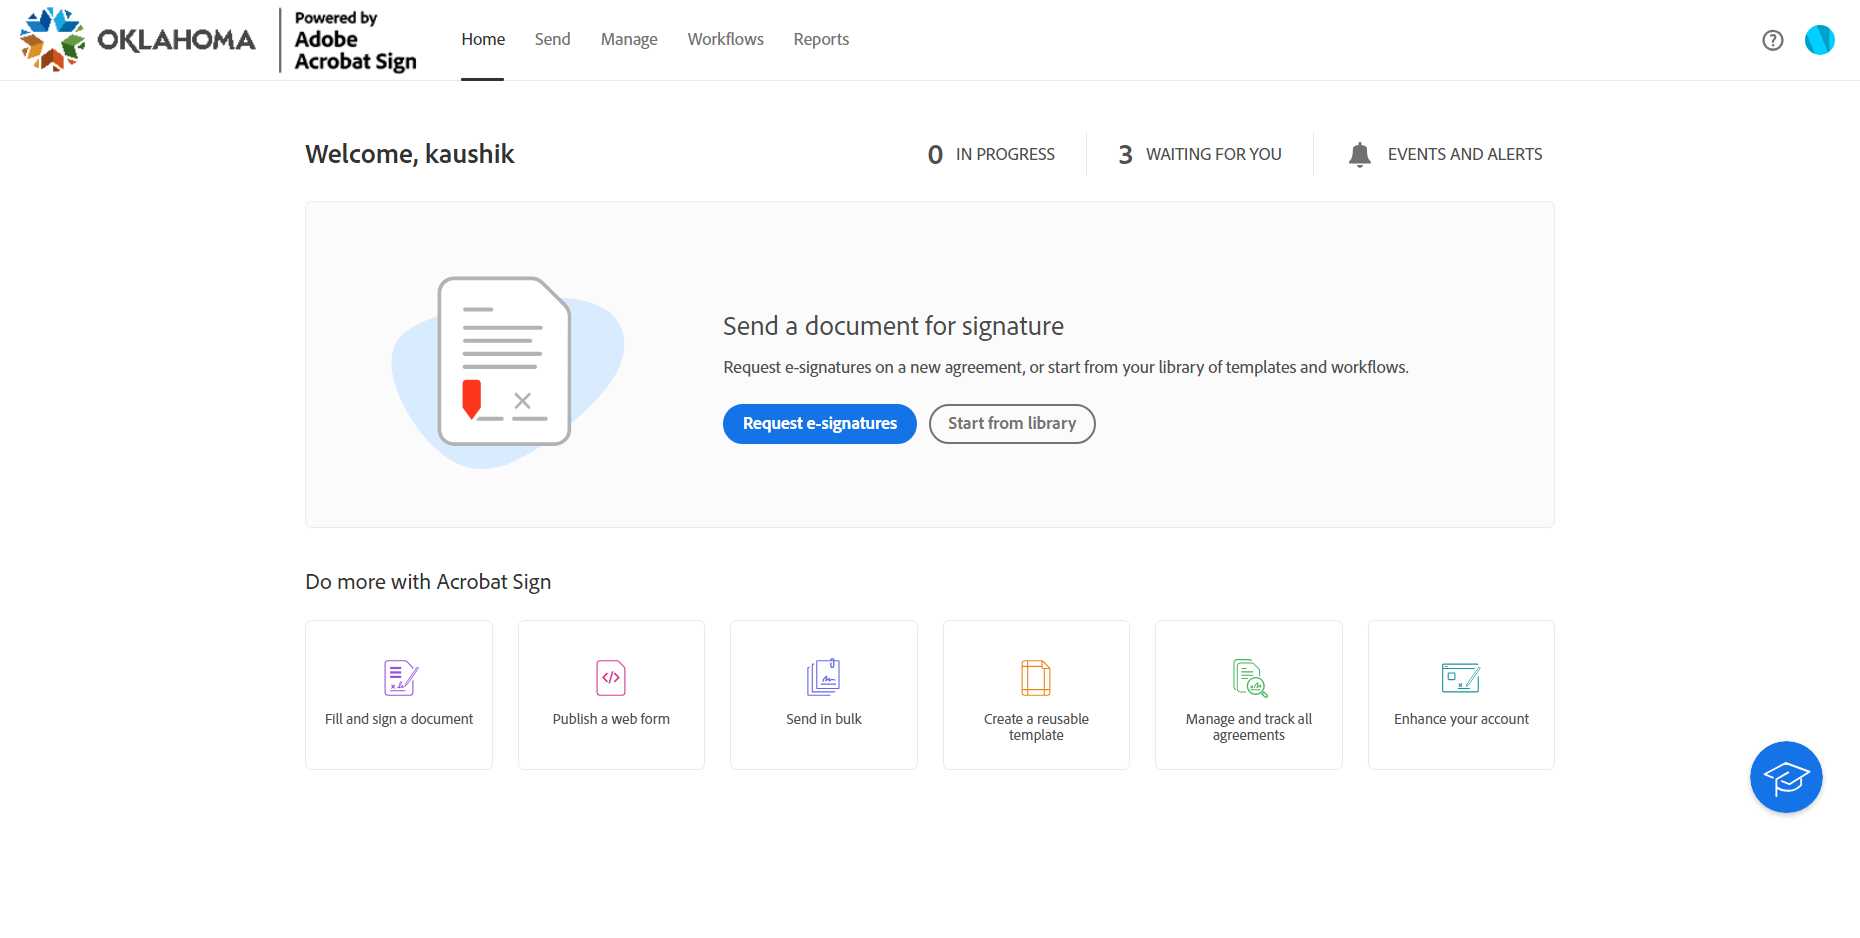 OKLAHOMA
Powered by
Adobe
Acrobat Sign
Home
Send
Manage
Workflows
Reports
Welcome, kaushik
0 IN PROGRESS
3 WAITING FOR YOU
EVENTS AND ALERTS
Send a document for signature
Request e-signatures on a new agreement, or start from your library of templates and workflows.
Request e-signatures
Start from library
Do more with Acrobat Sign
Fill and sign a document
Publish a web form
Send in bulk
Create a reusable
template
Manage and track all
agreements
Enhance your account